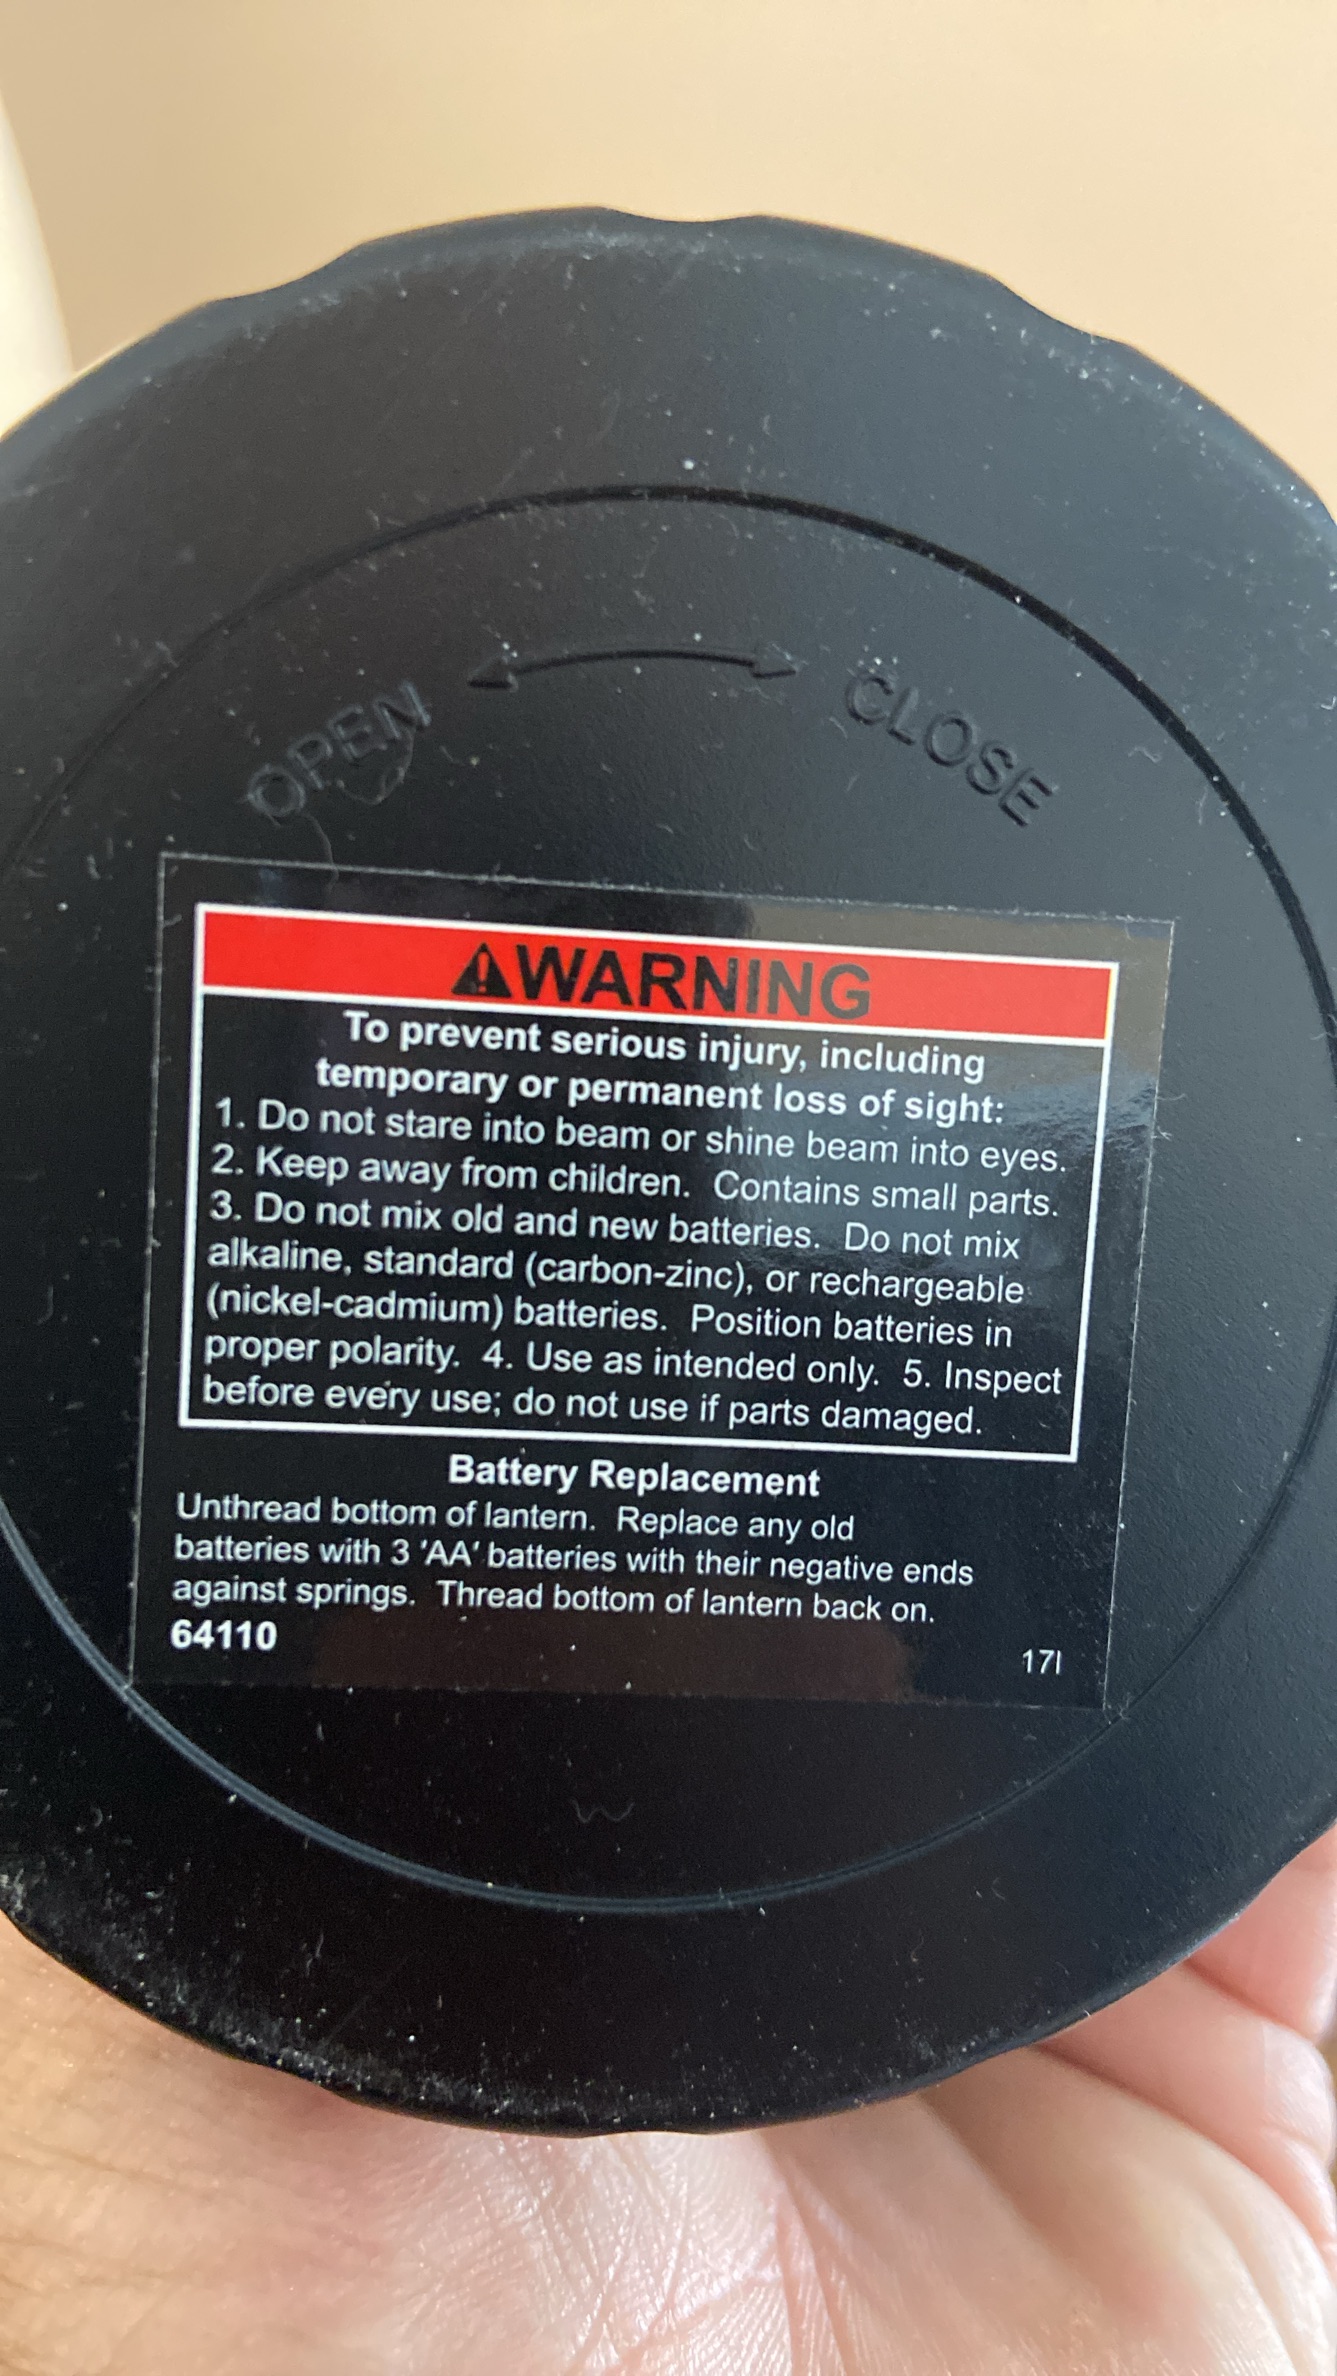 OPEN
CLOSE
⚠WARNING
To prevent serious injury, including
temporary or permanent loss of sight:
1. Do not stare into beam or shine beam into eyes.
2. Keep away from children. Contains small parts.
3. Do not mix old and new batteries. Do not mix
alkaline, standard (carbon-zinc), or rechargeable
(nickel-cadmium) batteries. Position batteries in
proper polarity. 4. Use as intended only. 5. Inspect
before every use; do not use if parts damaged.
Battery Replacement
Unthread bottom of lantern. Replace any old
batteries with 3 'AA' batteries with their negative ends
against springs. Thread bottom of lantern back on.
64110
17l